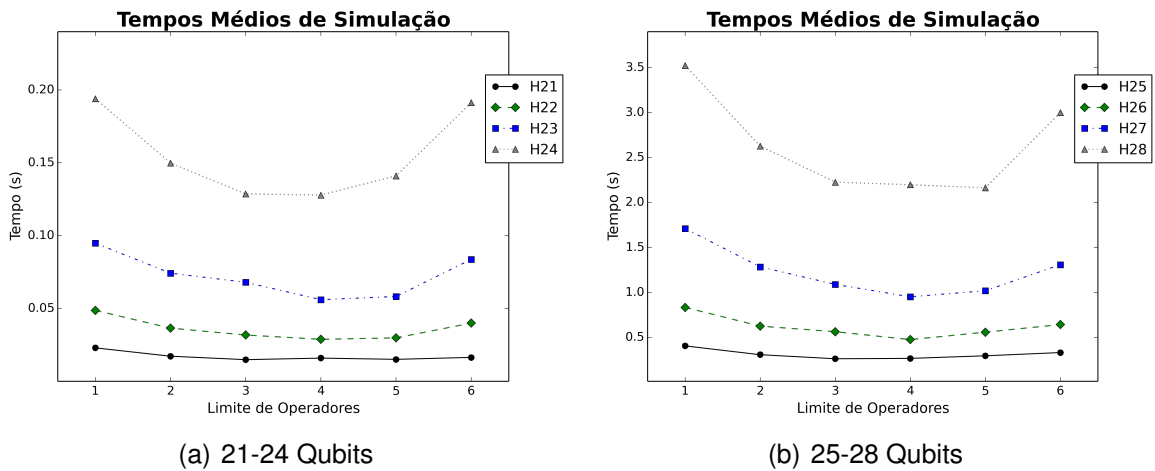 Tempos Médios de Simulação
0.20
0.15
0.10
0.05
Tempo (s)
1 2 3 4 5 6
Limite de Operadores
H21
H22
H23
H24
(a) 21-24 Qubits
Tempos Médios de Simulação
3.5
3.0
2.5
2.0
1.5
1.0
0.5
Tempo (s)
1 2 3 4 5 6
Limite de Operadores
H25
H26
H27
H28
(b) 25-28 Qubits